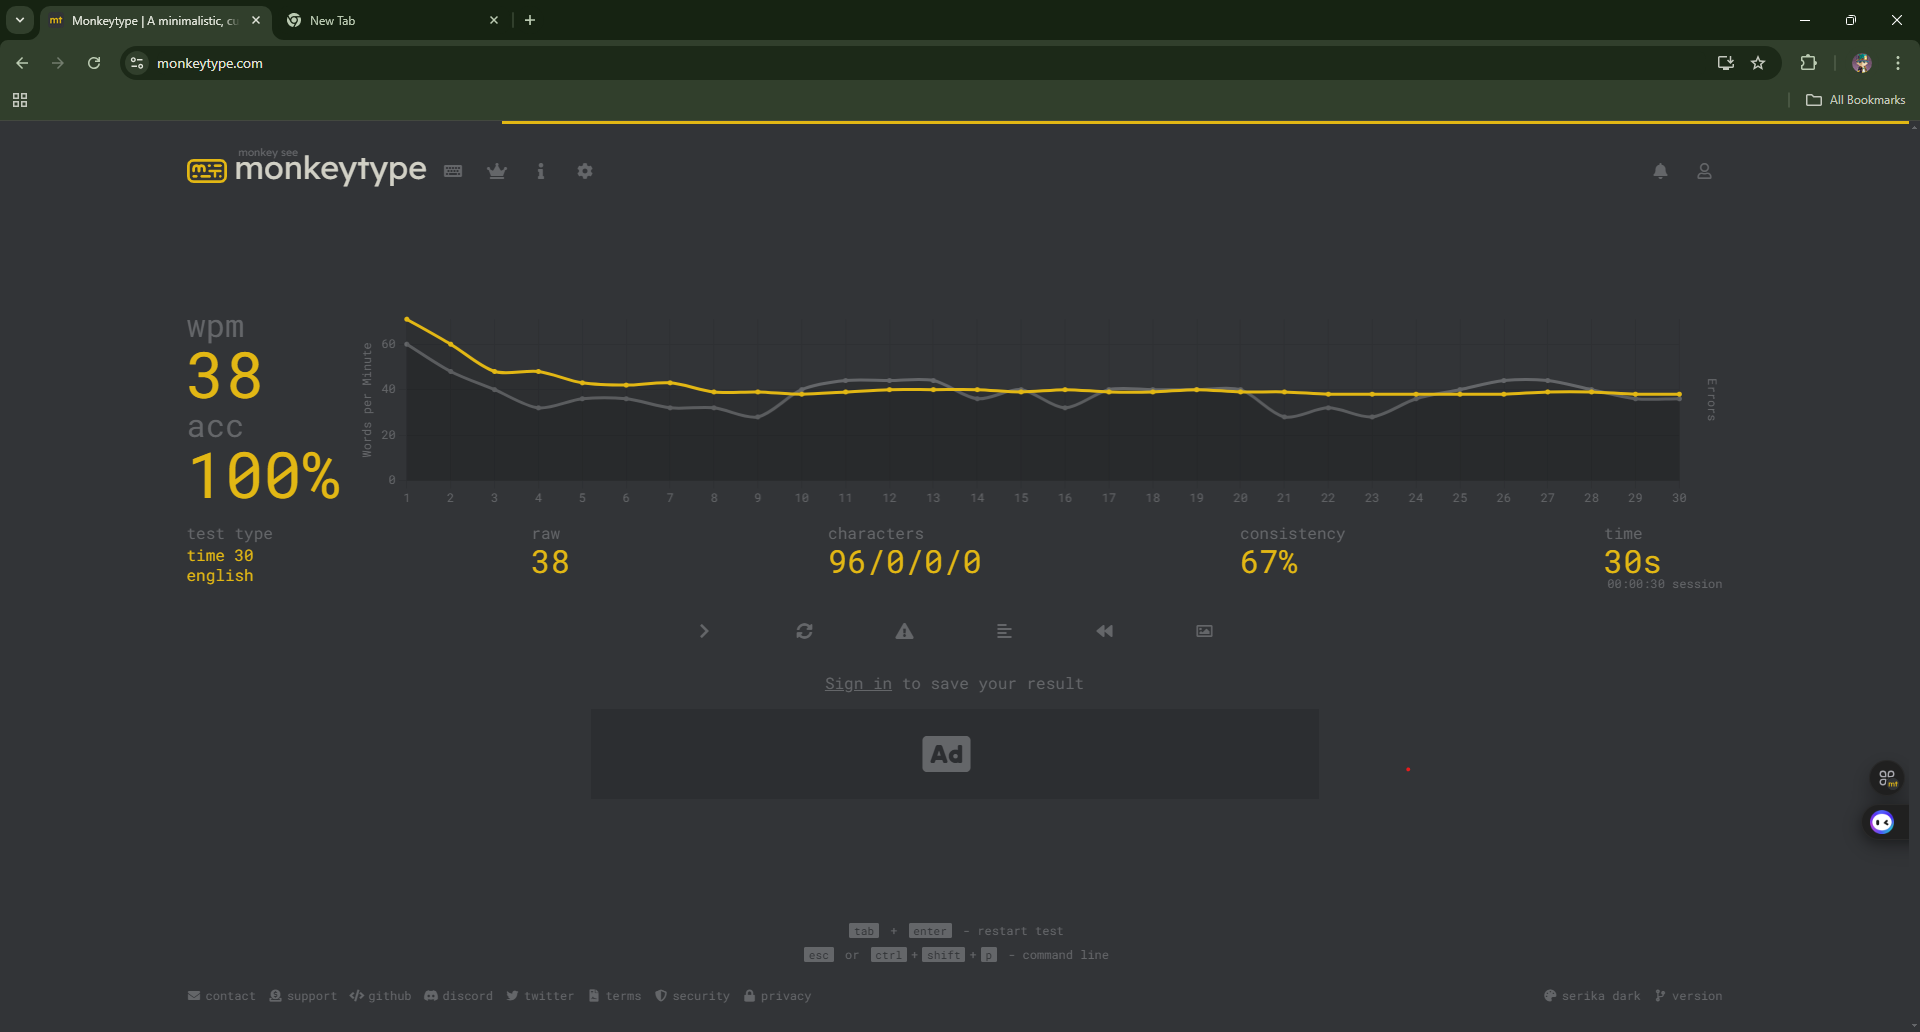 mt Monkeytype | A minimalistic, cu
New Tab
monkeytype.com
All Bookmarks
monkey see
monkeytype
wpm
38
acc
100%
Words per Minute
60
40
20
0
1 2 3 4 5 6 7 8 9 10 11 12 13 14 15 16 17 18 19 20 21 22 23 24 25 26 27 28 29 30
Errors
test type
time 30
english
raw
38
characters
96/0/0/0
consistency
67%
time
30s
00:00:30 session
Sign in to save your result
Ad
mt
tab + enter - restart test
esc or ctrl + shift + p - command line
contact support github discord twitter terms security privacy
serika dark version